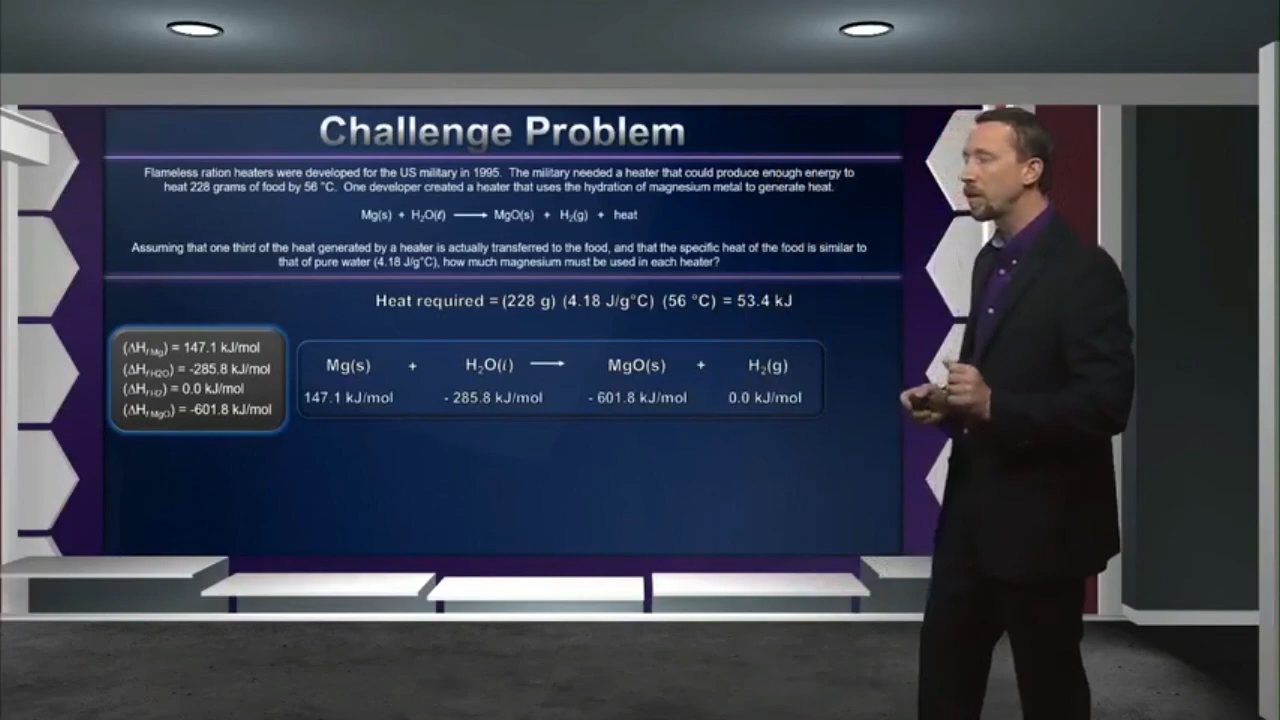 Challenge Problem
Flameless ration heaters were developed for the US military in 1995. The military needed a heater that could produce enough energy to
heat 228 grams of food by 56 °C. One developer created a heater that uses the hydration of magnesium metal to generate heat.
Mg(s) + H₂O(ℓ) ⟶ MgO(s) + H₂(g) + heat
Assuming that one third of the heat generated by a heater is actually transferred to the food, and that the specific heat of the food is similar to
that of pure water (4.18 J/g°C), how much magnesium must be used in each heater?
Heat required = (228 g) (4.18 J/g°C) (56 °C) = 53.4 kJ
(ΔHf Mg) = 147.1 kJ/mol
(ΔHf H2O) = -285.8 kJ/mol
(ΔHf H2) = 0.0 kJ/mol
(ΔHf MgO) = -601.8 kJ/mol
Mg(s) + H₂O(ℓ) ⟶ MgO(s) + H₂(g)
147.1 kJ/mol - 285.8 kJ/mol - 601.8 kJ/mol 0.0 kJ/mol